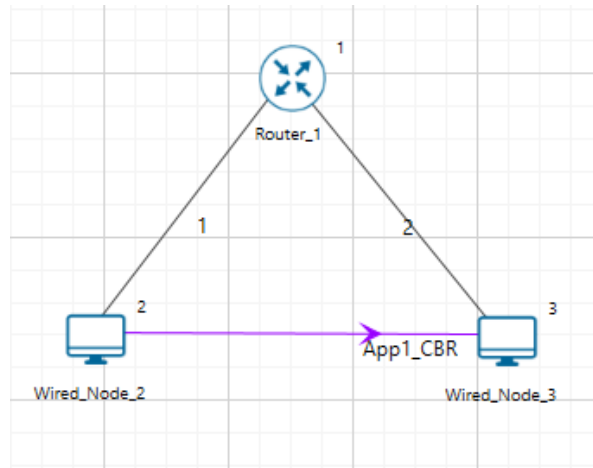 1
Router_1
1
2
2
3
App1_CBR
Wired_Node_2
Wired_Node_3